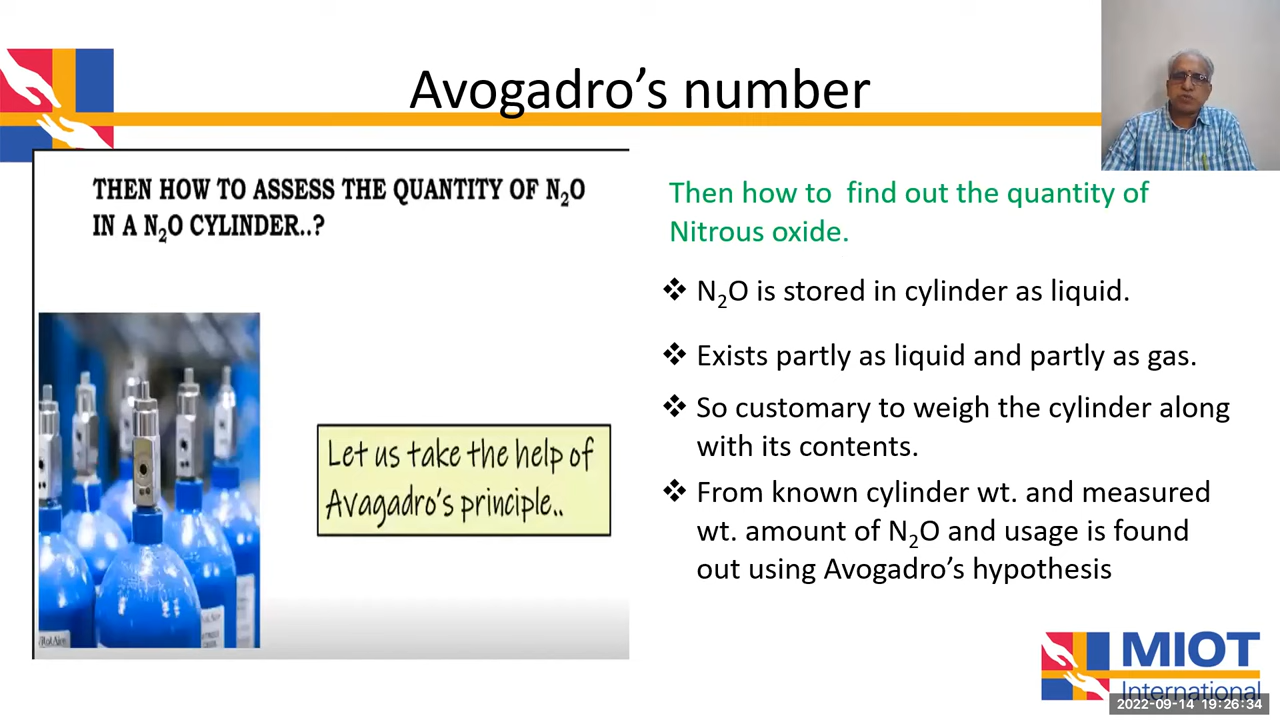 Avogadro's number
THEN HOW TO ASSESS THE QUANTITY OF N₂O
IN A N₂O CYLINDER..?
Let us take the help of
Avagadro's principle..
Then how to find out the quantity of
Nitrous oxide.
❖ N₂O is stored in cylinder as liquid.
❖ Exists partly as liquid and partly as gas.
❖ So customary to weigh the cylinder along
with its contents.
❖ From known cylinder wt. and measured
wt. amount of N₂O and usage is found
out using Avogadro's hypothesis
MIOT
International
2022-09-14 19:26:34